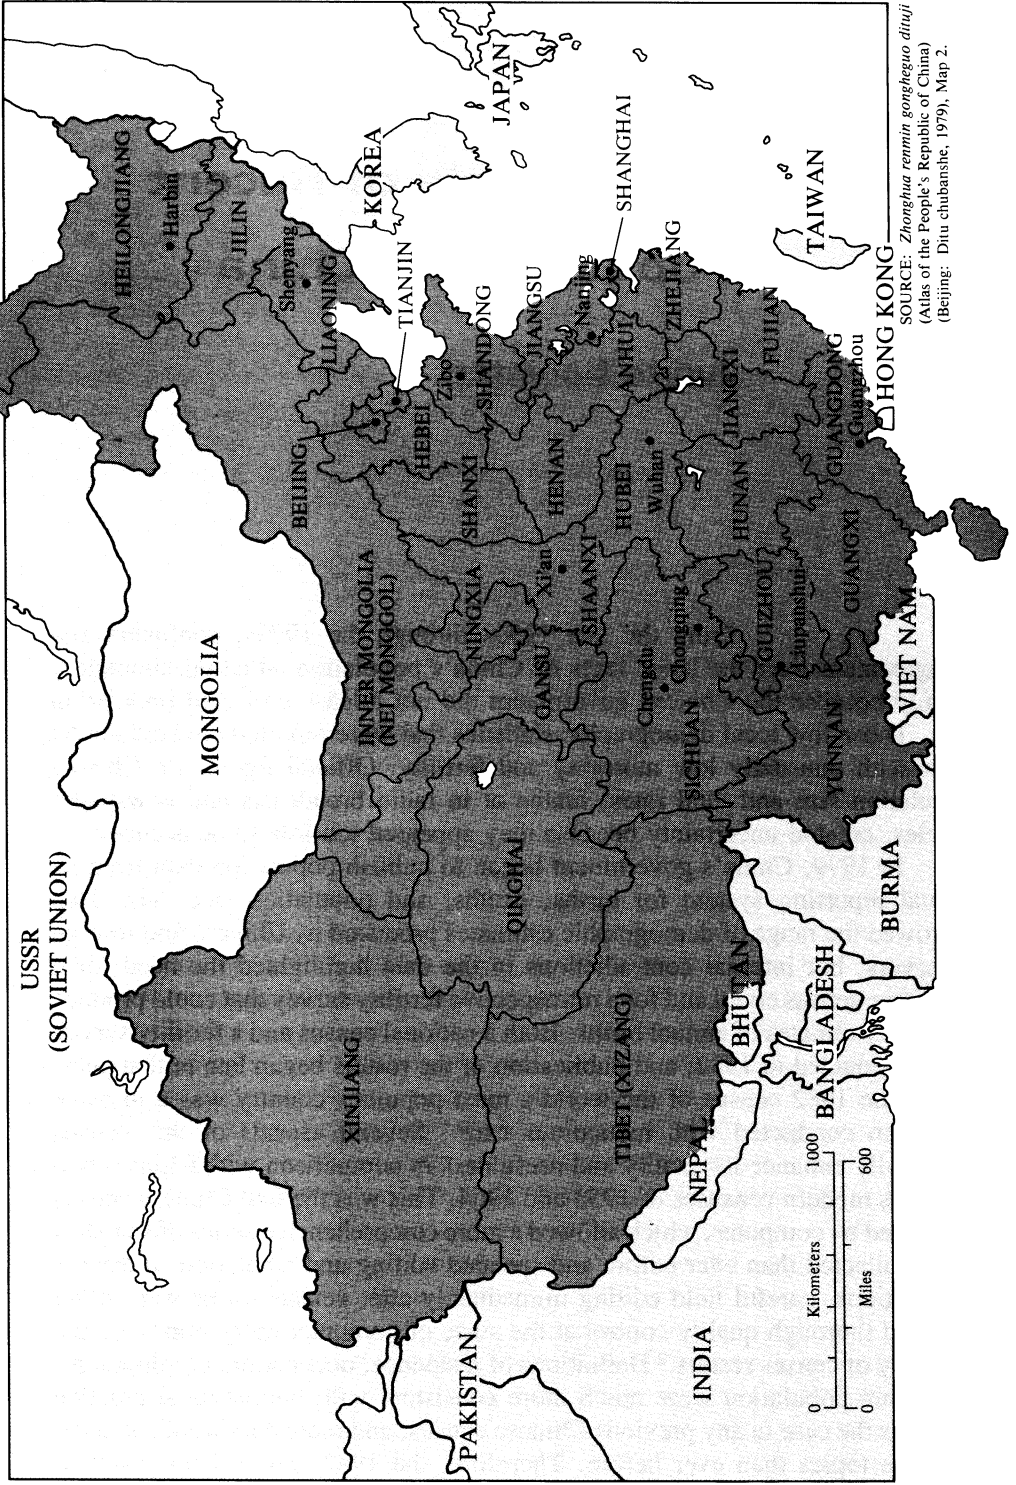 USSR
(SOVIET UNION)
MONGOLIA
HEILONGJIANG
Harbin
JILIN
Shenyang
LIAONING
KOREA
JAPAN
BEIJING
TIANJIN
HEBEI
Zibo
SHANDONG
INNER MONGOLIA
(NEI MONGGOL)
NINGXIA
SHANXI
XINJIANG
QINGHAI
GANSU
Xi'an
SHAANXI
HENAN
JIANGSU
Nanjing
SHANGHAI
ANHUI
ZHEJIANG
HUBEI
Wuhan
TIBET (XIZANG)
SICHUAN
Chengdu
Chongqing
GUIZHOU
Liupanshui
HUNAN
JIANGXI
FUJIAN
TAIWAN
YUNNAN
GUANGXI
GUANGDONG
Guangzhou
HONG KONG
VIET NAM
BURMA
BHUTAN
BANGLADESH
NEPAL
INDIA
PAKISTAN
0 Kilometers 1000
0 Miles 600
SOURCE: Zhonghua renmin gongheguo dituji
(Atlas of the People's Republic of China)
(Beijing: Ditu chubanshe, 1979), Map 2.